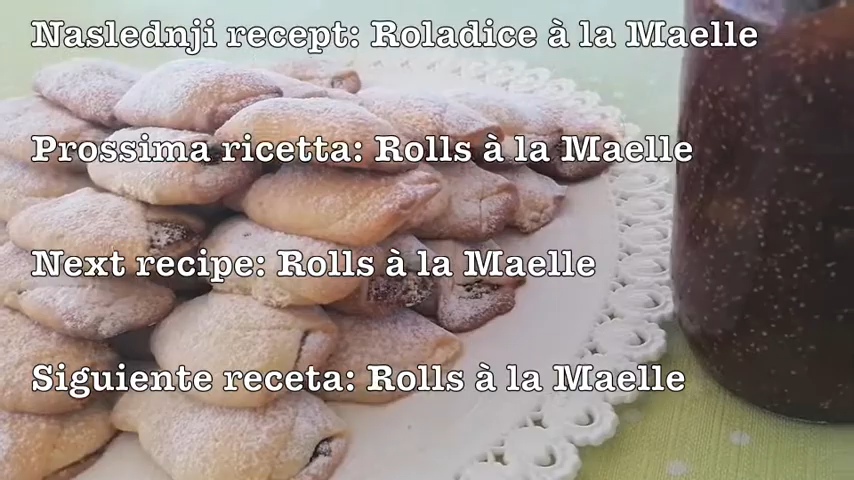 Naslednji recept: Roladice à la Maelle
Prossima ricetta: Rolls à la Maelle
Next recipe: Rolls à la Maelle
Siguiente receta: Rolls à la Maelle